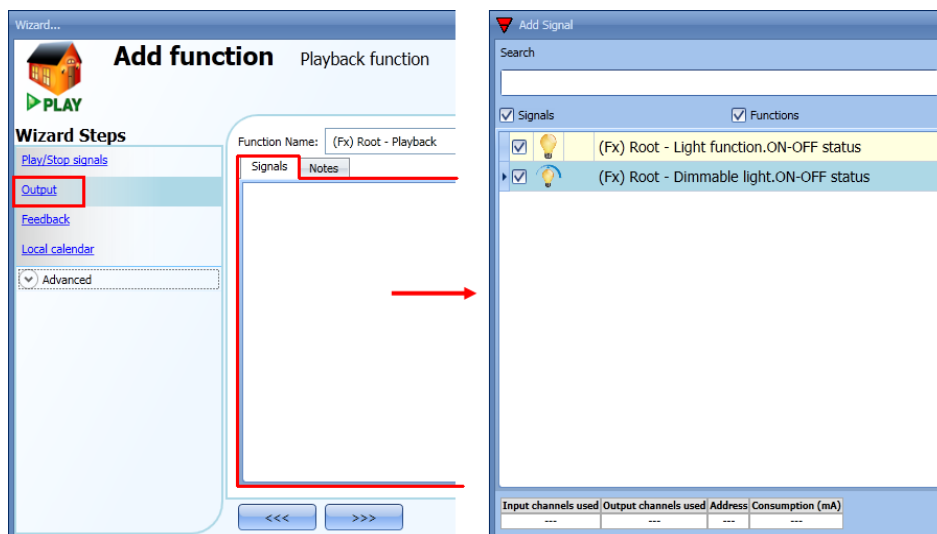 Wizard...
Add function Playback function
PLAY
Wizard Steps
Play/Stop signals
Output
Feedback
Local calendar
Advanced
Function Name: (Fx) Root - Playback
Signals Notes
<<< >>>
Add Signal
Search
Signals Functions
(Fx) Root - Light function.ON-OFF status
(Fx) Root - Dimmable light.ON-OFF status
Input channels used Output channels used Address Consumption (mA)
--- --- --- ---